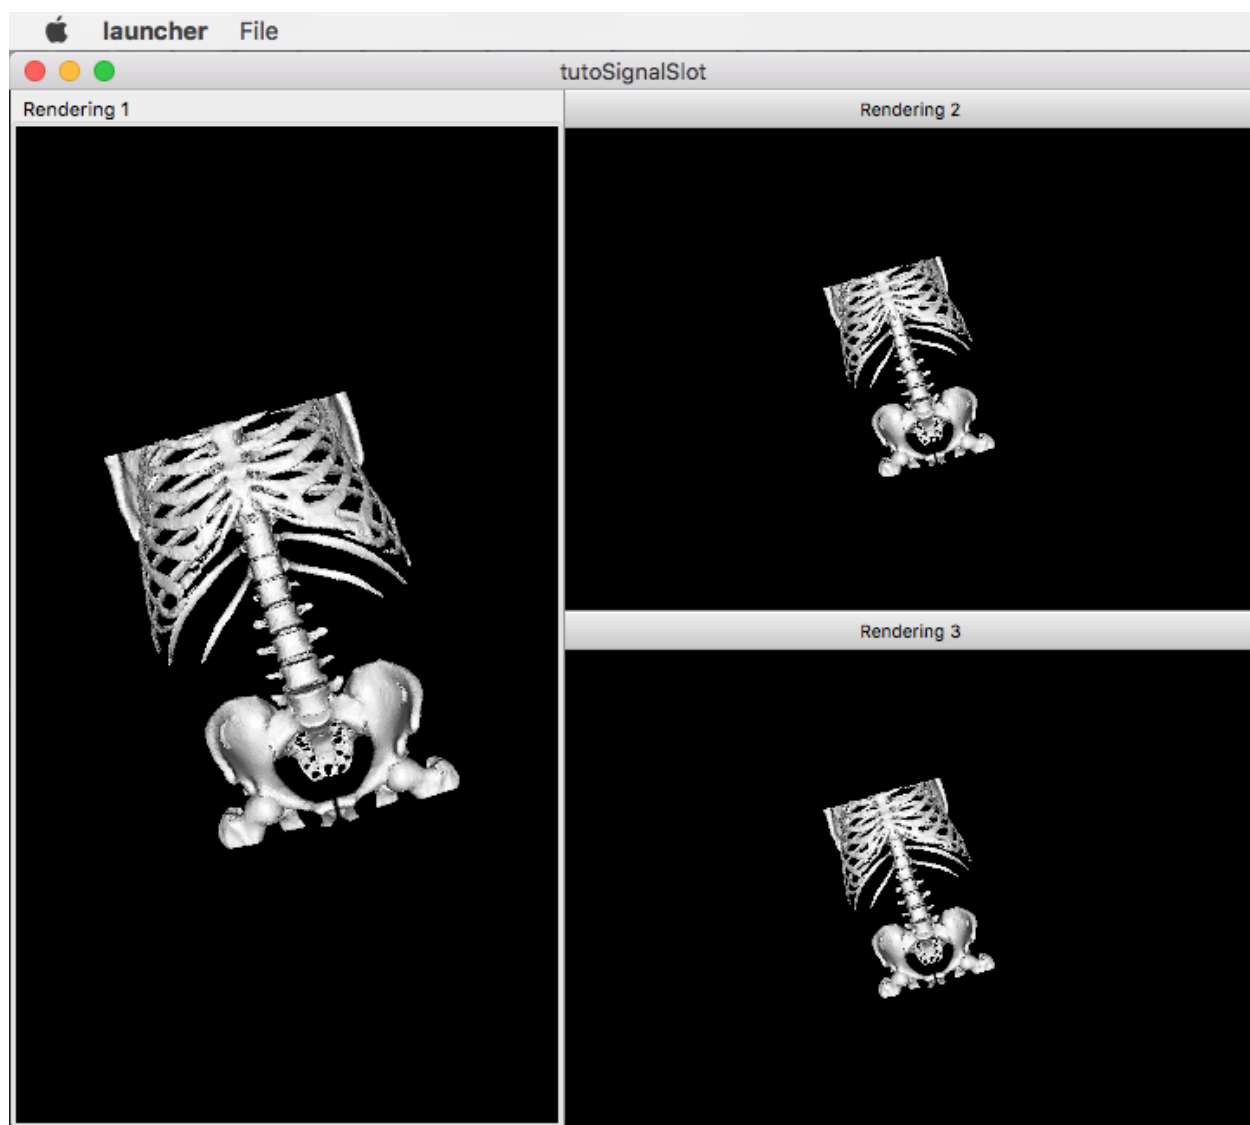 launcher File
tutoSignalSlot
Rendering 1
Rendering 2
Rendering 3